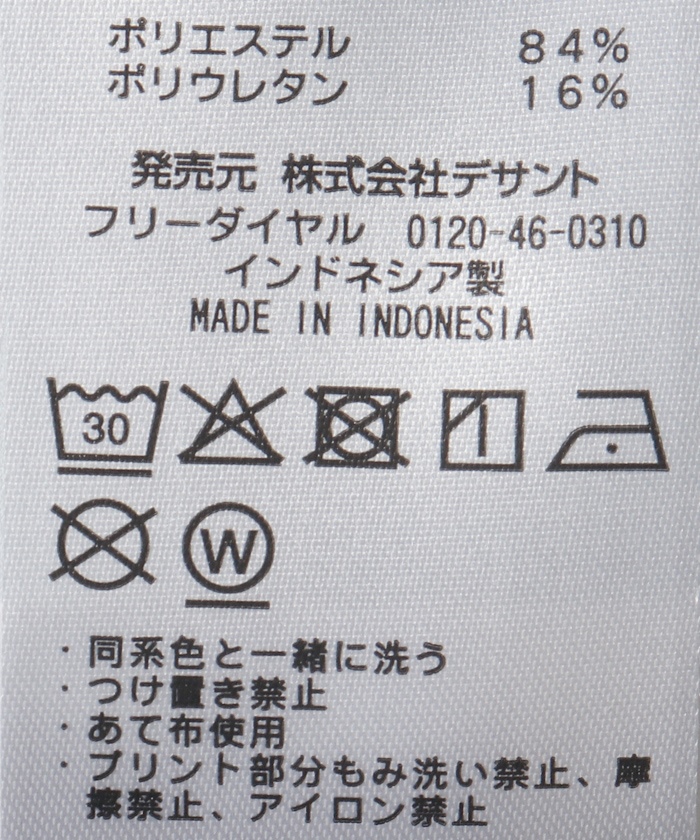 ポリエステル 84%
ポリウレタン 16%
発売元 株式会社デサント
フリーダイヤル 0120-46-0310
インドネシア製
MADE IN INDONESIA
30
W
・同系色と一緒に洗う
・つけ置き禁止
・あて布使用
・プリント部分もみ洗い禁止、摩
擦禁止、アイロン禁止